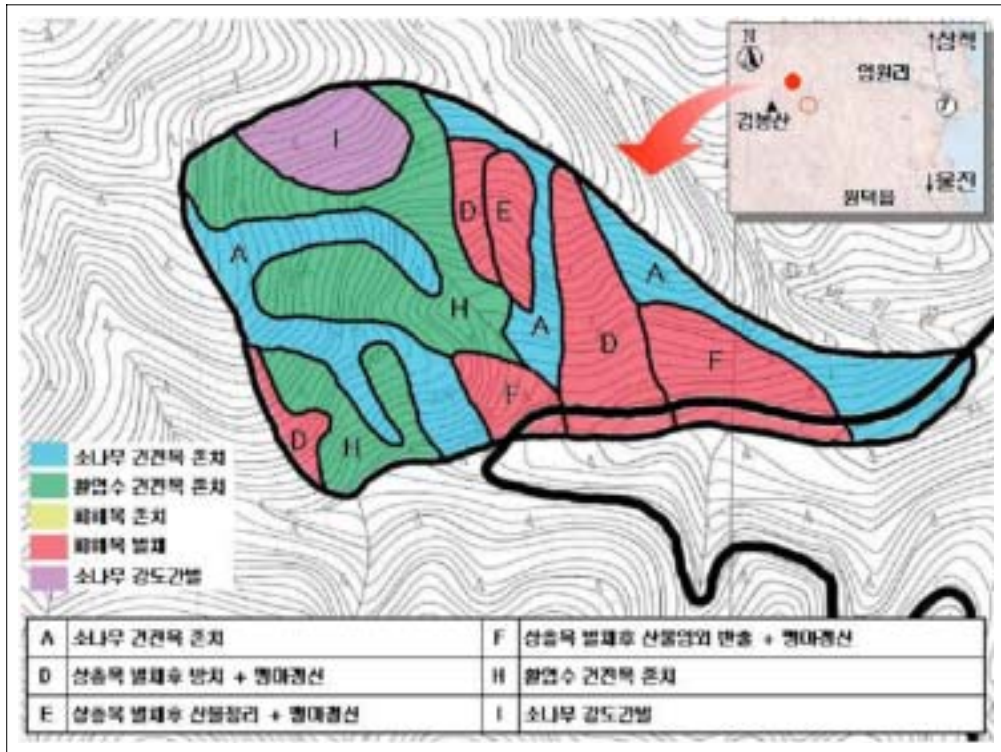 N
↑삼척
임원리
7
검봉산
↓울진
원덕읍
I
D
E
A
A
H
A
D
F
F
D
H
소나무 건전목 존치
활엽수 건전목 존치
피해목 존치
피해목 벌채
소나무 강도간벌
A 소나무 건전목 존치
F 상층목 벌채후 산물임외 반출 + 맹아갱신
D 상층목 벌채후 방치 + 맹아갱신
H 활엽수 건전목 존치
E 상층목 벌채후 산물정리 + 맹아갱신
I 소나무 강도간벌